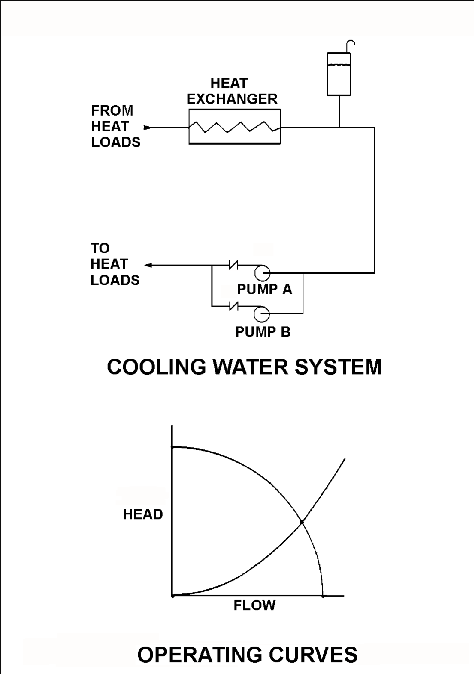 HEAT
EXCHANGER
FROM
HEAT
LOADS
TO
HEAT
LOADS
PUMP A
PUMP B
COOLING WATER SYSTEM
HEAD
FLOW
OPERATING CURVES